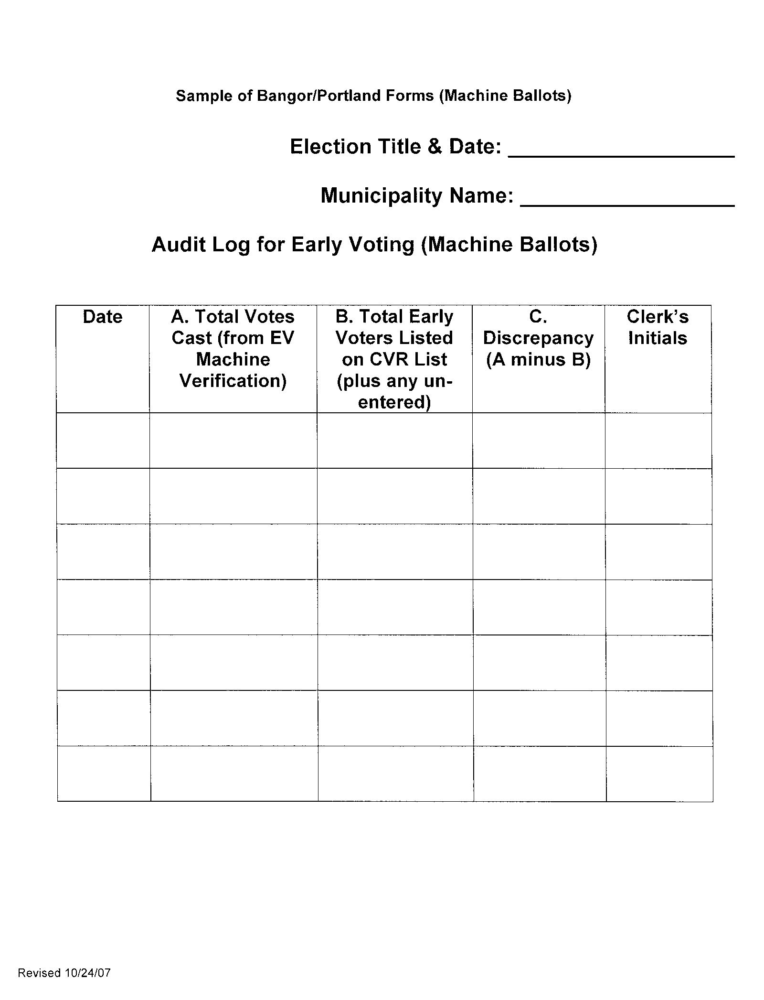 Sample of Bangor/Portland Forms (Machine Ballots)
Election Title & Date:
Municipality Name:
Audit Log for Early Voting (Machine Ballots)
Date
A. Total Votes
Cast (from EV
Machine
Verification)
B. Total Early
Voters Listed
on CVR List
(plus any un-
entered)
C.
Discrepancy
(A minus B)
Clerk's
Initials
Revised 10/24/07